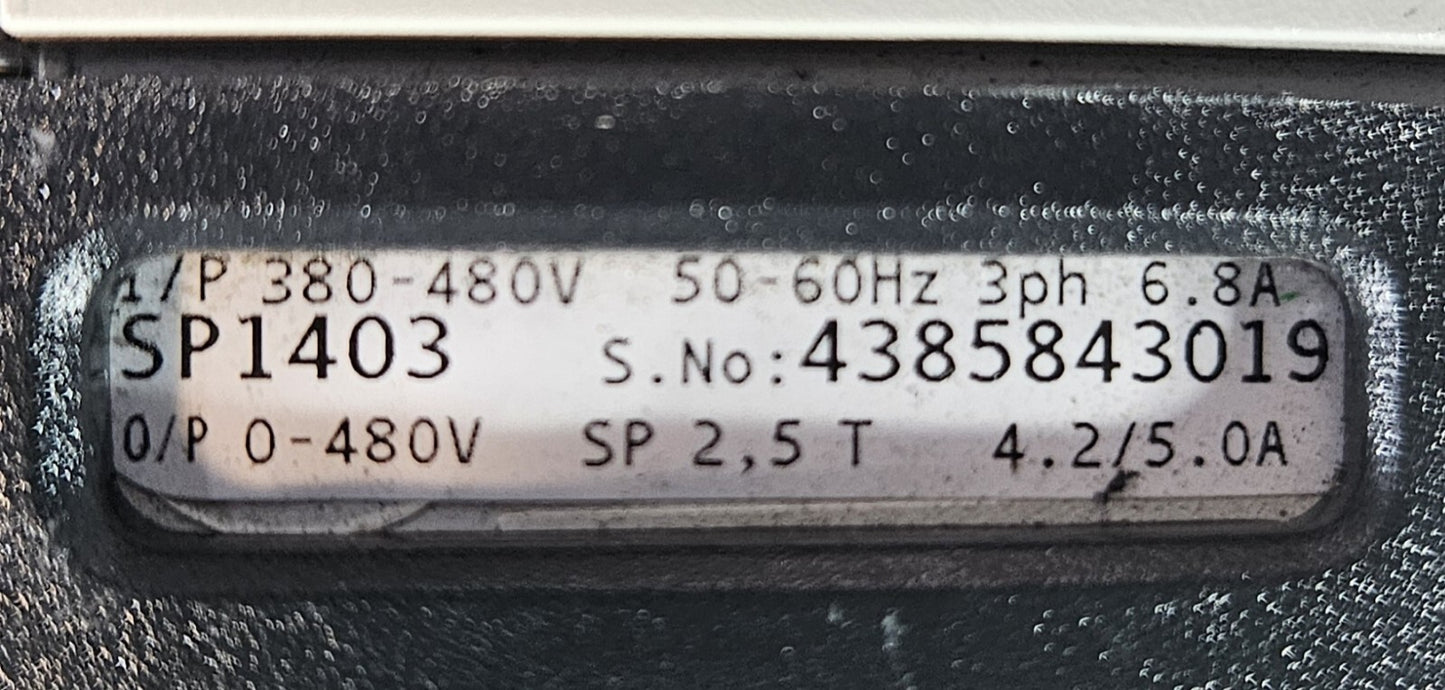 I/P 380-480V 50-60Hz 3ph 6.8A
SP1403 S.No:4385843019
O/P 0-480V SP 2,5 T 4.2/5.0A